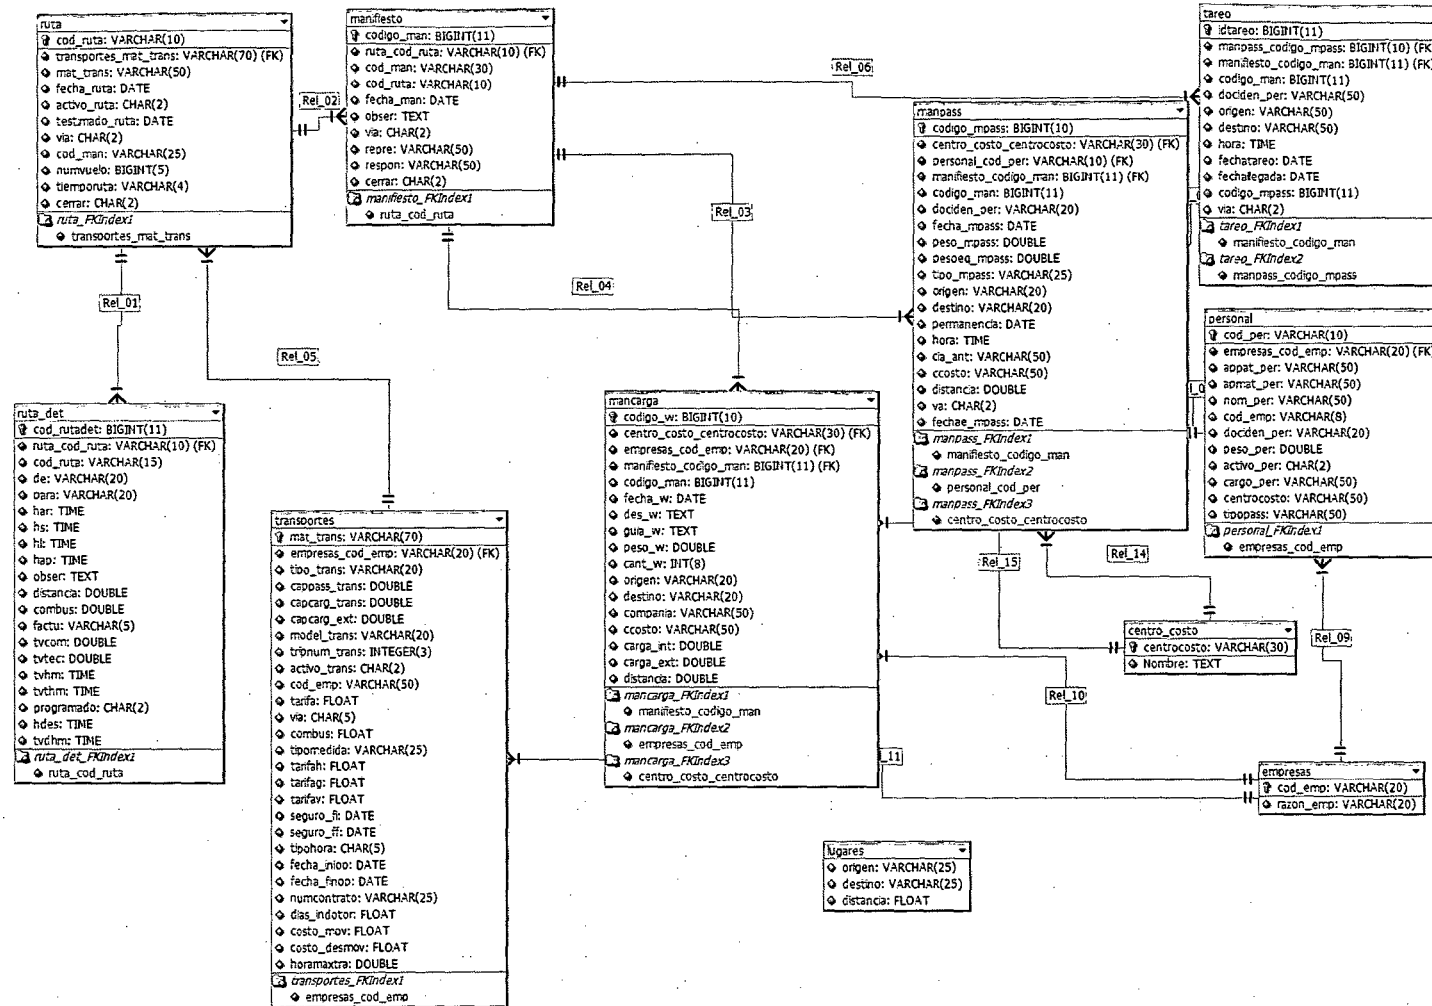 ruta
cod_ruta: VARCHAR(10)
transportes_mat_trans: VARCHAR(70) (FK)
mat_trans: VARCHAR(50)
fecha_ruta: DATE
activo_ruta: CHAR(2)
testmado_ruta: DATE
via: CHAR(2)
cod_man: VARCHAR(25)
numvuelo: BIGINT(5)
tiemporuta: VARCHAR(4)
cerrar: CHAR(2)
ruta_FKIndex1
transportes_mat_trans
manifiesto
codigo_man: BIGINT(11)
ruta_cod_ruta: VARCHAR(10) (FK)
cod_man: VARCHAR(30)
cod_ruta: VARCHAR(10)
fecha_man: DATE
obser: TEXT
via: CHAR(2)
repre: VARCHAR(50)
respon: VARCHAR(50)
cerrar: CHAR(2)
manifiesto_FKIndex1
ruta_cod_ruta
tareo
idtareo: BIGINT(11)
manpass_codigo_mpass: BIGINT(10) (FK)
manifiesto_codigo_man: BIGINT(11) (FK)
codigo_man: BIGINT(11)
dociden_per: VARCHAR(50)
origen: VARCHAR(50)
destino: VARCHAR(50)
hora: TIME
fechatareo: DATE
fechallegada: DATE
codigo_mpass: BIGINT(11)
via: CHAR(2)
tareo_FKIndex1
manifiesto_codigo_man
tareo_FKIndex2
manpass_codigo_mpass
manpass
codigo_mpass: BIGINT(10)
centro_costo_centrocosto: VARCHAR(30) (FK)
personal_cod_per: VARCHAR(10) (FK)
manifiesto_codigo_man: BIGINT(11) (FK)
codigo_man: BIGINT(11)
dociden_per: VARCHAR(20)
fecha_mpass: DATE
peso_mpass: DOUBLE
pesoeq_mpass: DOUBLE
tipo_mpass: VARCHAR(25)
origen: VARCHAR(20)
destino: VARCHAR(20)
permanencia: DATE
hora: TIME
cia_ant: VARCHAR(50)
ccosto: VARCHAR(50)
distancia: DOUBLE
va: CHAR(2)
fechae_mpass: DATE
manpass_FKIndex1
manifiesto_codigo_man
manpass_FKIndex2
personal_cod_per
manpass_FKIndex3
centro_costo_centrocosto
personal
cod_per: VARCHAR(10)
empresas_cod_emp: VARCHAR(20) (FK)
appat_per: VARCHAR(50)
apmat_per: VARCHAR(50)
nom_per: VARCHAR(50)
cod_emp: VARCHAR(8)
dociden_per: VARCHAR(20)
peso_per: DOUBLE
activo_per: CHAR(2)
cargo_per: VARCHAR(50)
centrocosto: VARCHAR(50)
tipopass: VARCHAR(50)
personal_FKIndex1
empresas_cod_emp
Rel_02
Rel_06
Rel_03
Rel_04
Rel_01
Rel_05
ruta_det
cod_rutadet: BIGINT(11)
ruta_cod_ruta: VARCHAR(10) (FK)
cod_ruta: VARCHAR(15)
de: VARCHAR(20)
para: VARCHAR(20)
har: TIME
hs: TIME
hl: TIME
hap: TIME
obser: TEXT
distancia: DOUBLE
combus: DOUBLE
factu: VARCHAR(5)
tvcom: DOUBLE
tvtec: DOUBLE
tvhm: TIME
tvthm: TIME
programado: CHAR(2)
hdes: TIME
tvdhm: TIME
ruta_det_FKIndex1
ruta_cod_ruta
transportes
mat_trans: VARCHAR(70)
empresas_cod_emp: VARCHAR(20) (FK)
tipo_trans: VARCHAR(20)
cappass_trans: DOUBLE
capcarg_trans: DOUBLE
capcarg_ext: DOUBLE
model_trans: VARCHAR(20)
tripnum_trans: INTEGER(3)
activo_trans: CHAR(2)
cod_emp: VARCHAR(50)
tarifa: FLOAT
via: CHAR(5)
combus: FLOAT
tipomedida: VARCHAR(25)
tarifah: FLOAT
tarifag: FLOAT
tarifav: FLOAT
seguro_fi: DATE
seguro_ff: DATE
tipohora: CHAR(5)
fecha_iniop: DATE
fecha_finop: DATE
numcontrato: VARCHAR(25)
dias_indotor: FLOAT
costo_mov: FLOAT
costo_desmov: FLOAT
horamaxtra: DOUBLE
transportes_FKIndex1
empresas_cod_emp
mancarga
codigo_w: BIGINT(10)
centro_costo_centrocosto: VARCHAR(30) (FK)
empresas_cod_emp: VARCHAR(20) (FK)
manifiesto_codigo_man: BIGINT(11) (FK)
codigo_man: BIGINT(11)
fecha_w: DATE
des_w: TEXT
guia_w: TEXT
peso_w: DOUBLE
cant_w: INT(8)
origen: VARCHAR(20)
destino: VARCHAR(20)
compania: VARCHAR(50)
ccosto: VARCHAR(50)
carga_int: DOUBLE
carga_ext: DOUBLE
distancia: DOUBLE
mancarga_FKIndex1
manifiesto_codigo_man
mancarga_FKIndex2
empresas_cod_emp
mancarga_FKIndex3
centro_costo_centrocosto
Rel_15
Rel_14
Rel_09
Rel_10
_11
centro_costo
centrocosto: VARCHAR(30)
Nombre: TEXT
empresas
cod_emp: VARCHAR(20)
razon_emp: VARCHAR(20)
lugares
origen: VARCHAR(25)
destino: VARCHAR(25)
distancia: FLOAT